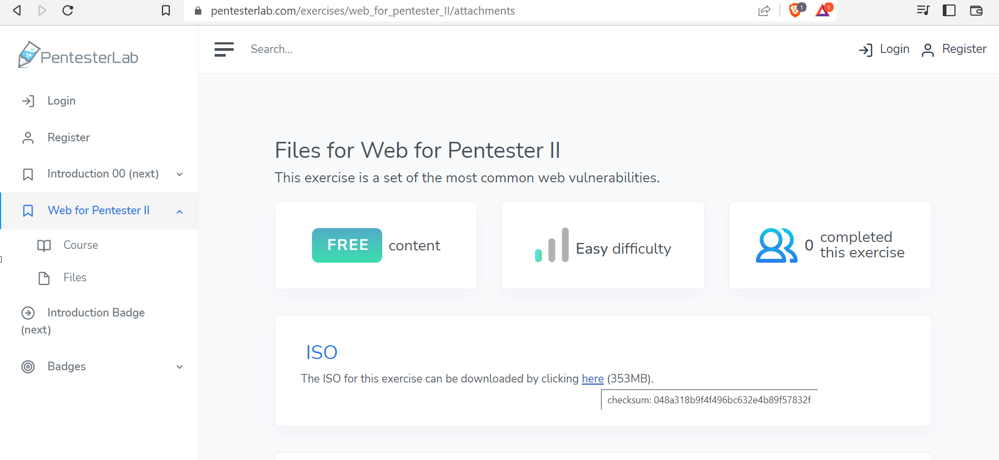 pentesterlab.com/exercises/web_for_pentester_II/attachments
1
1
PentesterLab
Search...
Login
Register
Login
Register
Introduction 00 (next)
Web for Pentester II
Course
Files
Introduction Badge
(next)
Badges
Files for Web for Pentester II
This exercise is a set of the most common web vulnerabilities.
FREE content
Easy difficulty
0 completed
this exercise
ISO
The ISO for this exercise can be downloaded by clicking here (353MB).
checksum: 048a318b9f4f496bc632e4b89f57832f